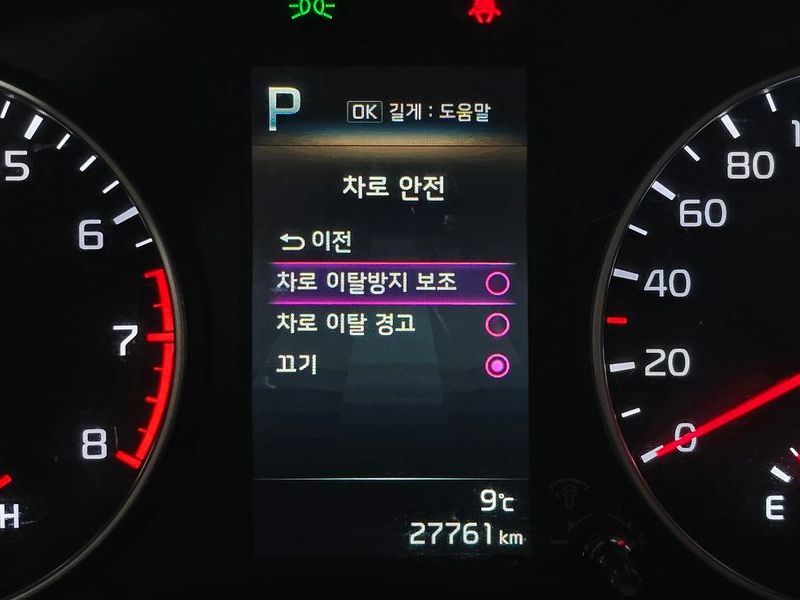 P
OK 길게 : 도움말
차로 안전
이전
차로 이탈방지 보조
차로 이탈 경고
끄기
9℃
27761km
5
6
7
8
H
80
60
40
20
0
E